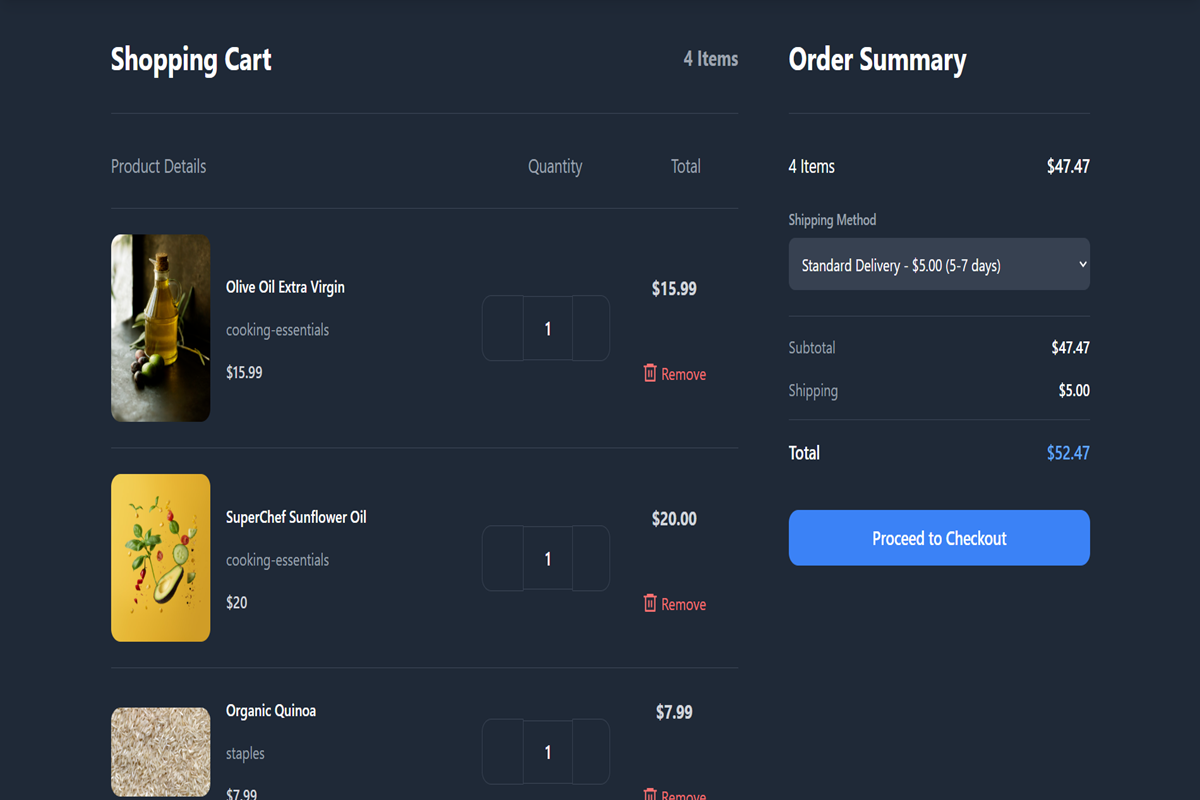 Shopping Cart
4 Items
Product Details
Quantity
Total
Olive Oil Extra Virgin
cooking-essentials
$15.99
1
$15.99
Remove
SuperChef Sunflower Oil
cooking-essentials
$20
1
$20.00
Remove
Organic Quinoa
staples
$7.99
1
$7.99
Remove
Order Summary
4 Items
$47.47
Shipping Method
Standard Delivery - $5.00 (5-7 days)
Subtotal
$47.47
Shipping
$5.00
Total
$52.47
Proceed to Checkout